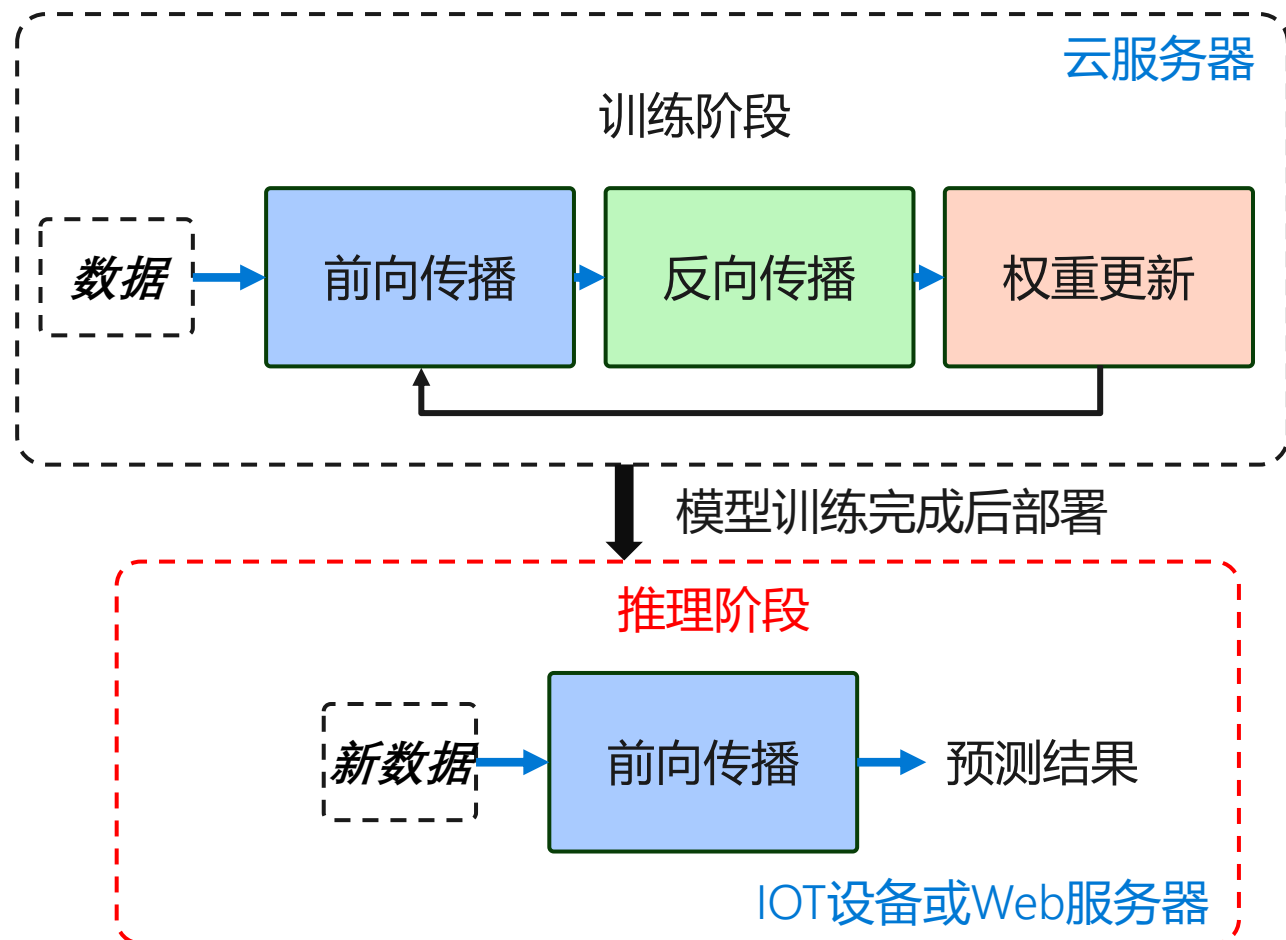 云服务器
训练阶段
数据
前向传播
反向传播
权重更新
模型训练完成后部署
推理阶段
新数据
前向传播
预测结果
IOT设备或Web服务器